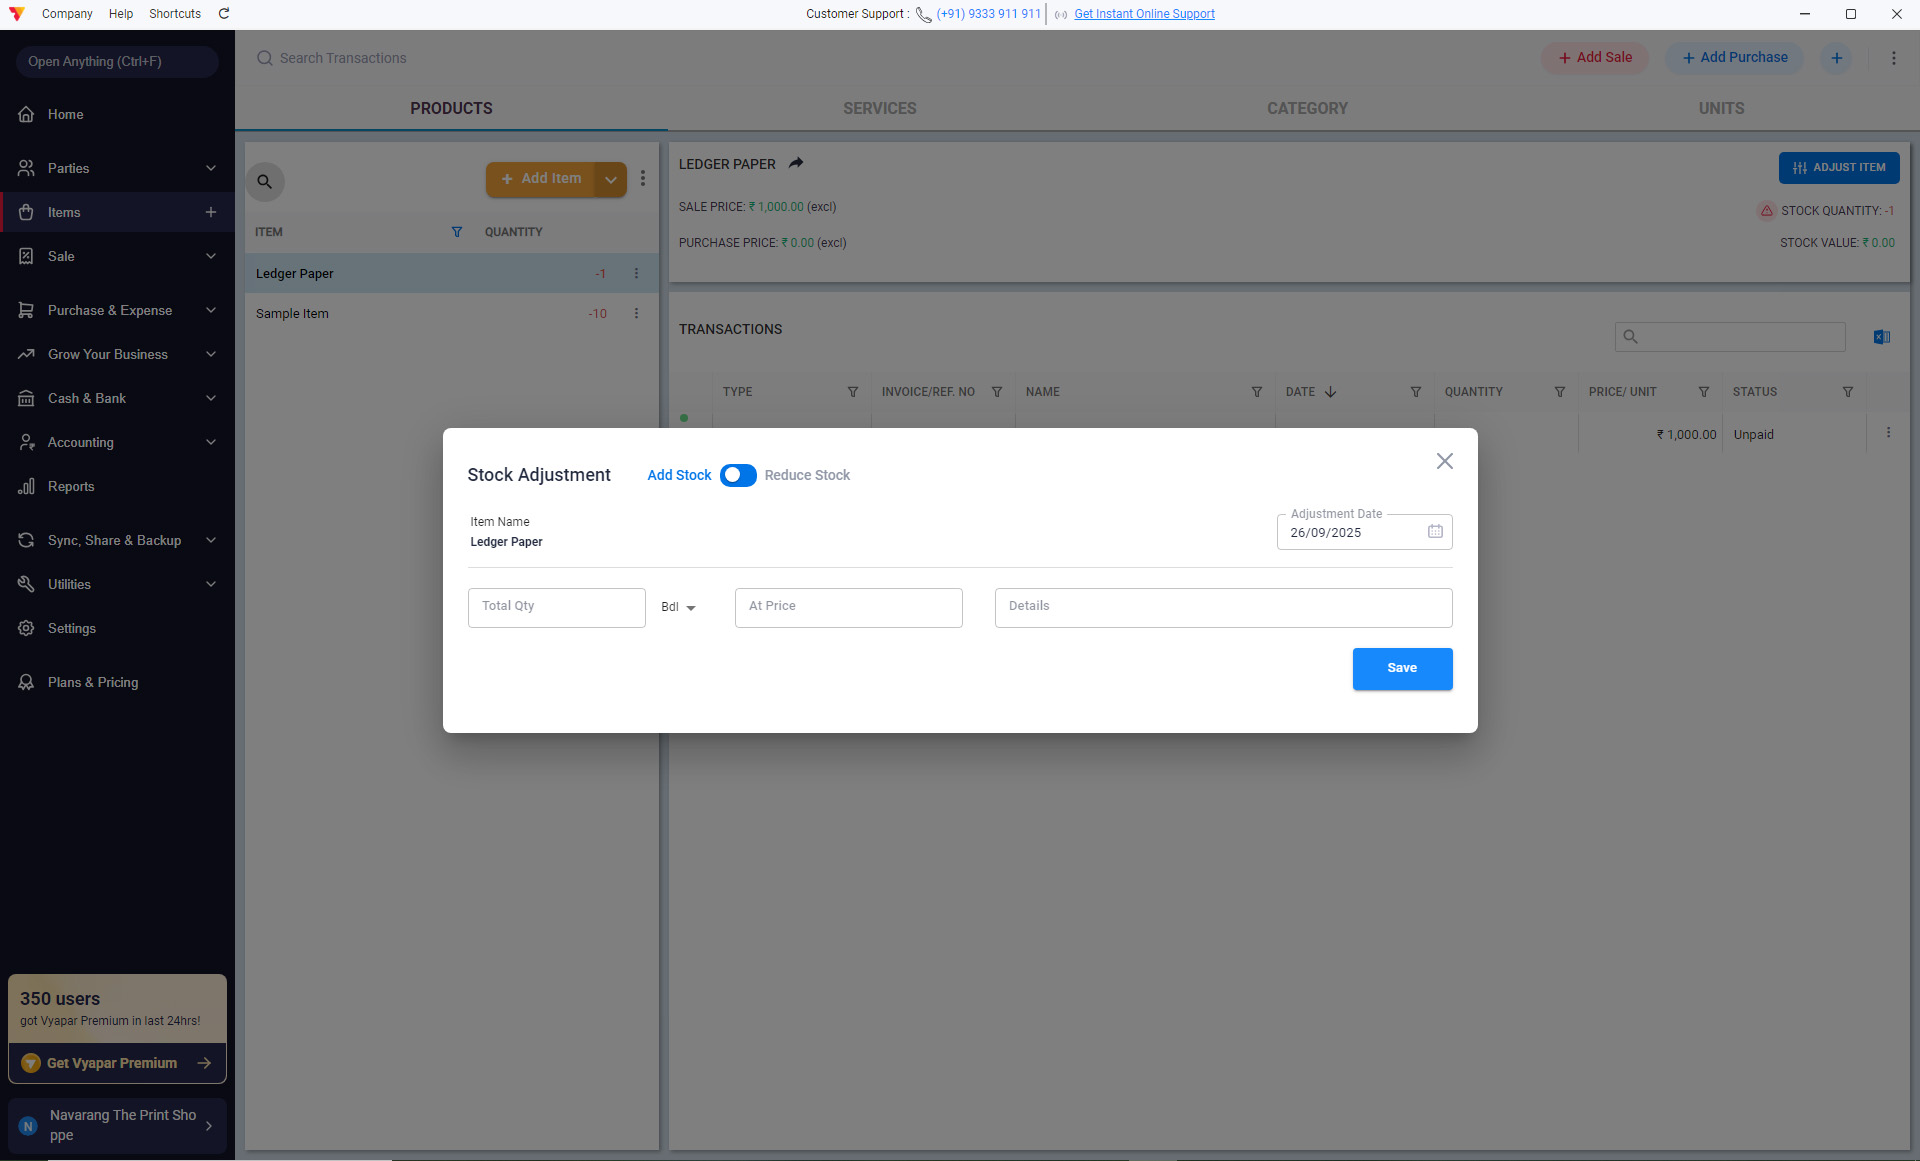 Company Help Shortcuts
Customer Support : (+91) 9333 911 911 Get Instant Online Support
Open Anything (Ctrl+F)
Home
Parties
Items
Sale
Purchase & Expense
Grow Your Business
Cash & Bank
Accounting
Reports
Sync, Share & Backup
Utilities
Settings
Plans & Pricing
350 users
got Vyapar Premium in last 24hrs!
Get Vyapar Premium
N
Navarang The Print Sho
ppe
Search Transactions
+ Add Sale
+ Add Purchase
+
PRODUCTS
SERVICES
CATEGORY
UNITS
+ Add Item
ITEM
QUANTITY
Ledger Paper -1
Sample Item -10
LEDGER PAPER
ADJUST ITEM
SALE PRICE: ₹ 1,000.00 (excl)
STOCK QUANTITY: -1
PURCHASE PRICE: ₹ 0.00 (excl)
STOCK VALUE: ₹ 0.00
TRANSACTIONS
TYPE INVOICE/REF. NO NAME DATE QUANTITY PRICE/ UNIT STATUS
₹ 1,000.00 Unpaid
Stock Adjustment
Add Stock
Reduce Stock
Item Name
Ledger Paper
Adjustment Date
26/09/2025
Total Qty
Bdl
At Price
Details
Save